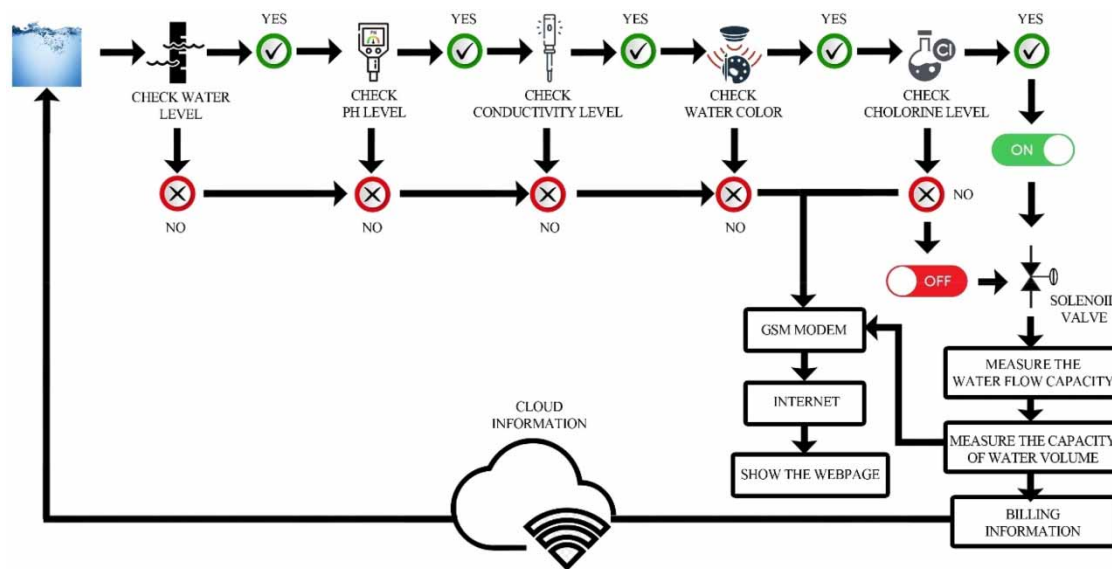 YES
YES
YES
YES
YES
CHECK WATER
LEVEL
CHECK
PH LEVEL
CHECK
CONDUCTIVITY LEVEL
CHECK
WATER COLOR
CHECK
CHOLORINE LEVEL
Cl
PH
0
ON
NO
NO
NO
NO
NO
OFF
SOLENOID
VALVE
GSM MODEM
MEASURE THE
WATER FLOW CAPACITY
INTERNET
CLOUD
INFORMATION
MEASURE THE CAPACITY
OF WATER VOLUME
SHOW THE WEBPAGE
BILLING
INFORMATION